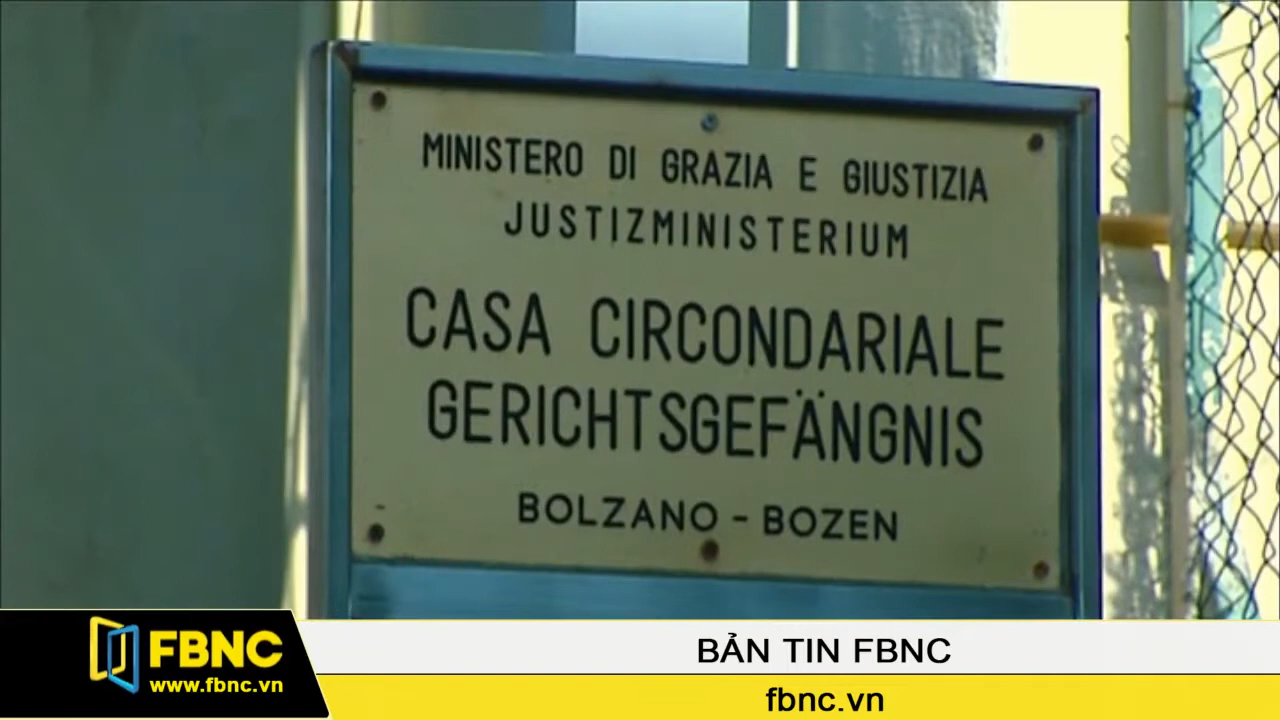 MINISTERO DI GRAZIA E GIUSTIZIA
JUSTIZMINISTERIUM
CASA CIRCONDARIALE
GERICHTSGEFÄNGNIS
BOLZANO - BOZEN
FBNC
www.fbnc.vn
BẢN TIN FBNC
fbnc.vn